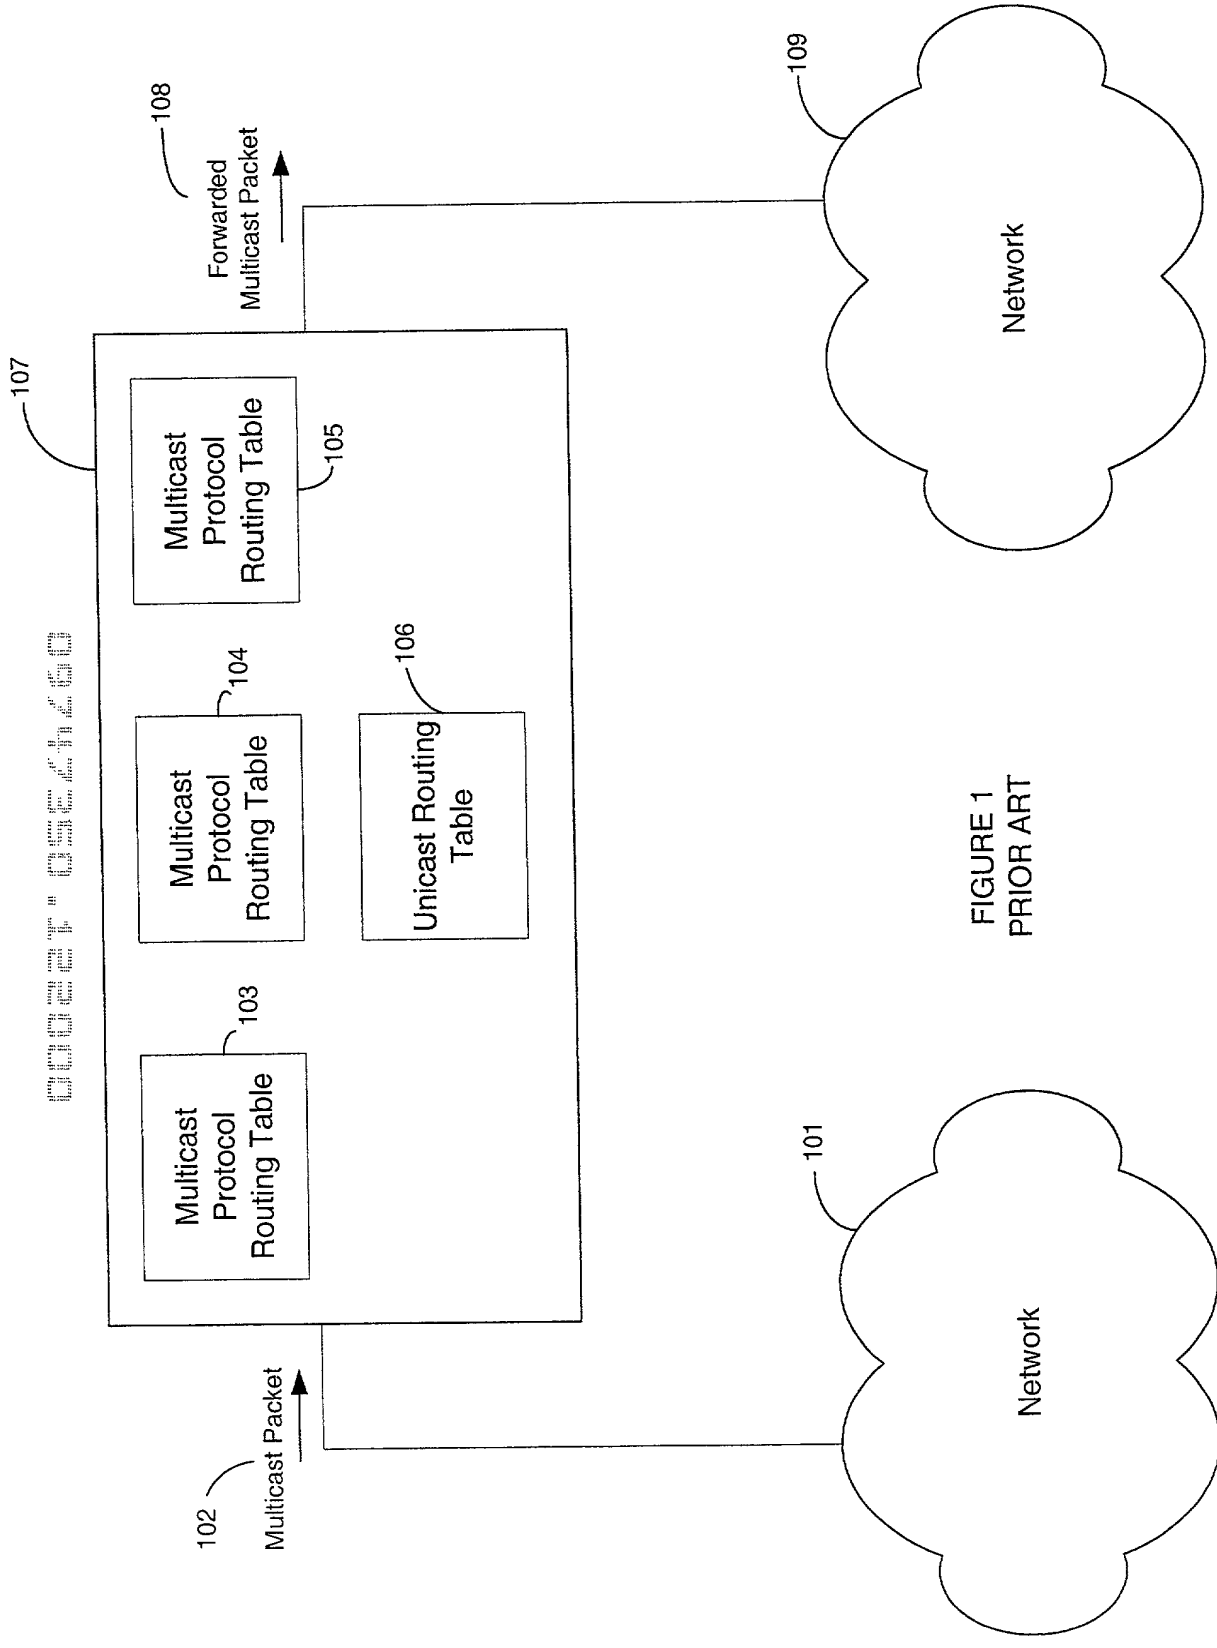 107
108
Forwarded
Multicast Packet
102
Multicast Packet
Multicast
Protocol
Routing Table
103
Multicast
Protocol
Routing Table
104
Multicast
Protocol
Routing Table
105
Unicast Routing
Table
106
101
Network
109
Network
FIGURE 1
PRIOR ART